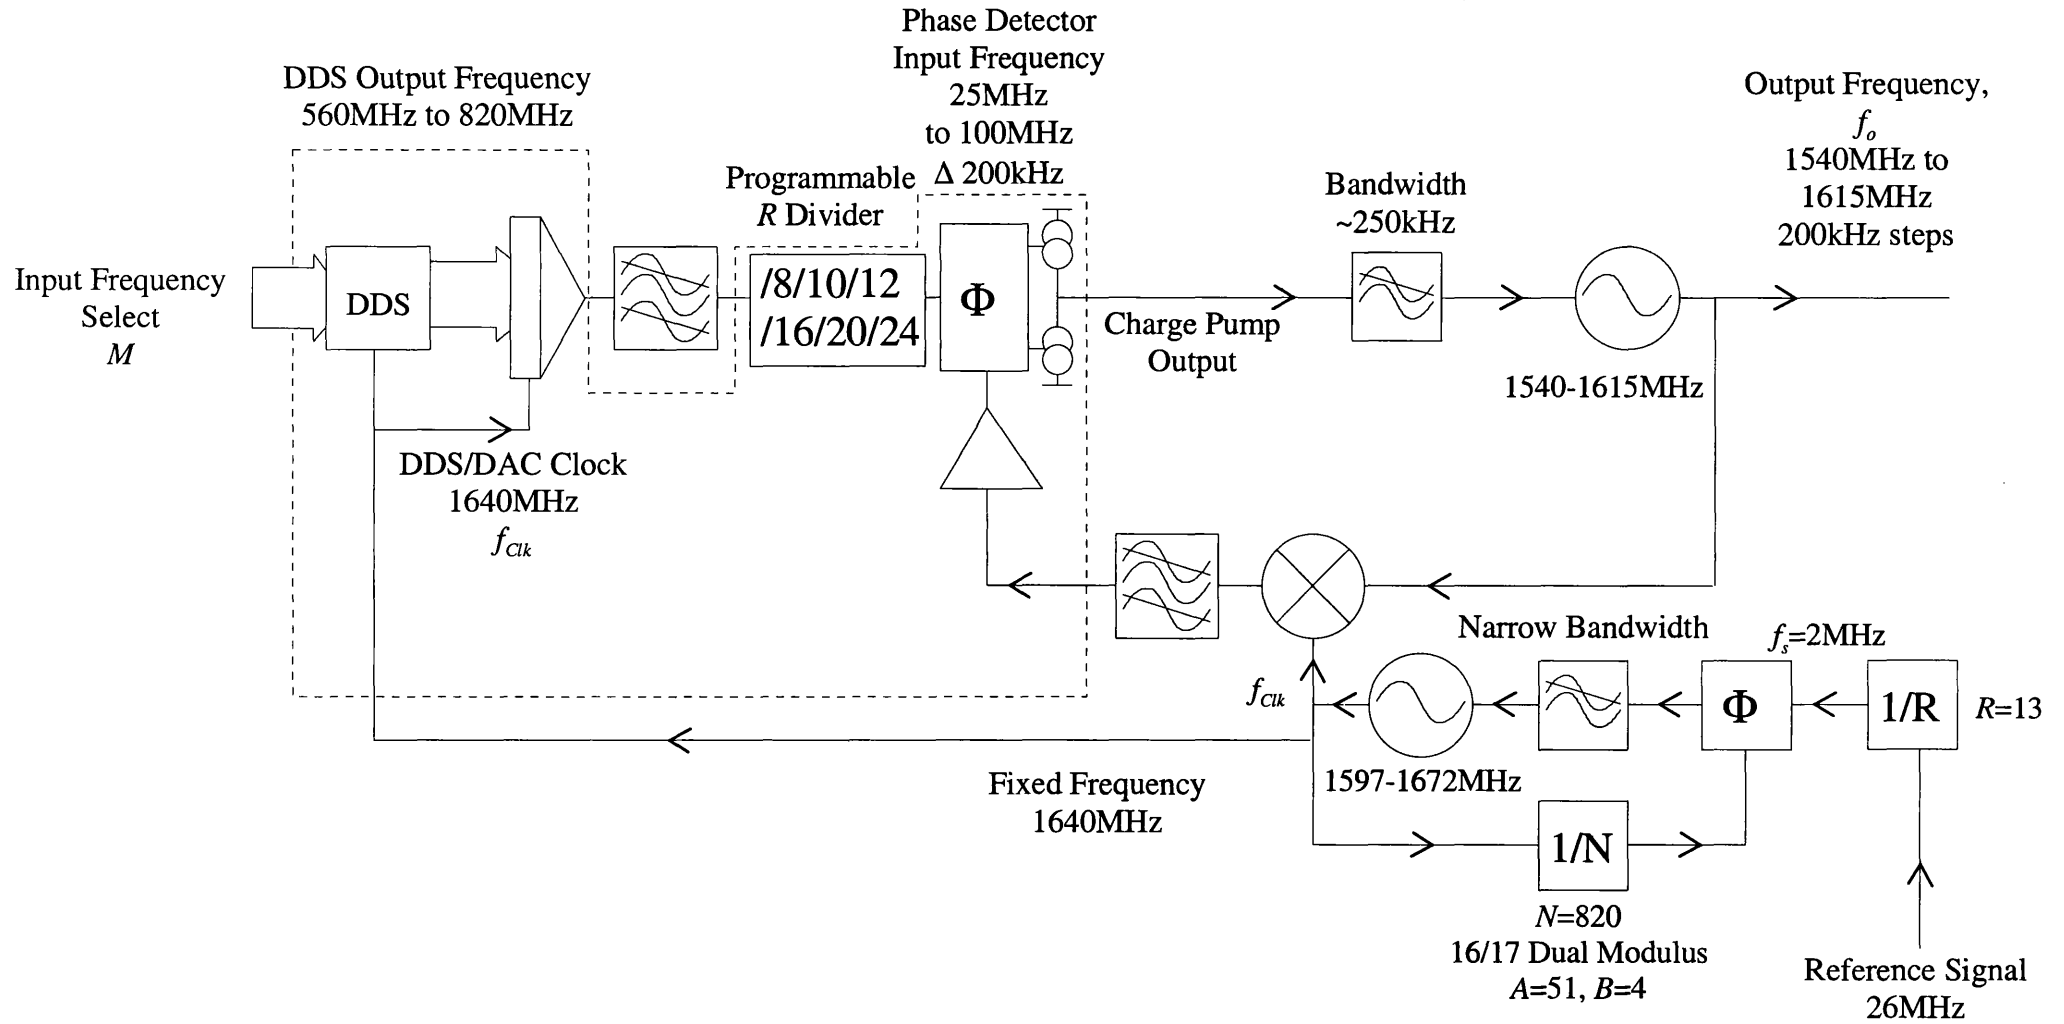 Phase Detector
Input Frequency
25MHz
to 100MHz
Δ 200kHz
DDS Output Frequency
560MHz to 820MHz
Output Frequency,
fo
1540MHz to
1615MHz
200kHz steps
Programmable
R Divider
Bandwidth
~250kHz
Input Frequency
Select
M
DDS
/8/10/12
/16/20/24
Φ
Charge Pump
Output
1540-1615MHz
DDS/DAC Clock
1640MHz
fClk
Narrow Bandwidth
fs=2MHz
fClk
Φ
1/R
R=13
1597-1672MHz
Fixed Frequency
1640MHz
1/N
N=820
16/17 Dual Modulus
A=51, B=4
Reference Signal
26MHz